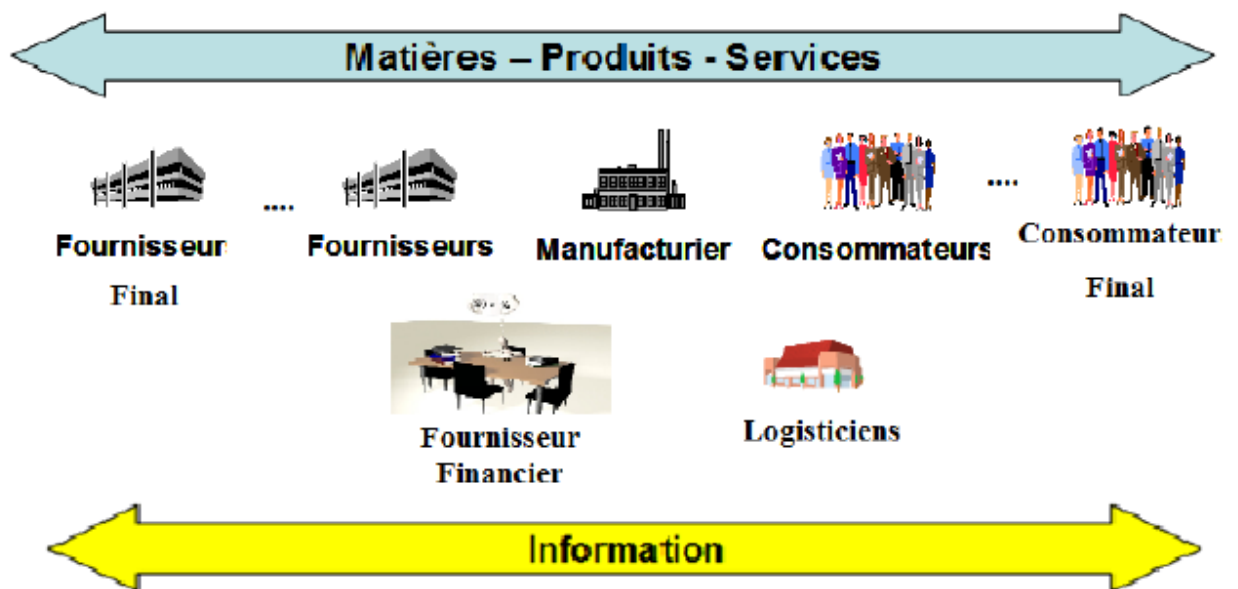 Matières – Produits - Services
....
....
Fournisseur
Fournisseurs
Manufacturier
Consommateurs
Consommateur
Final
Final
Fournisseur
Financier
Logisticiens
Information